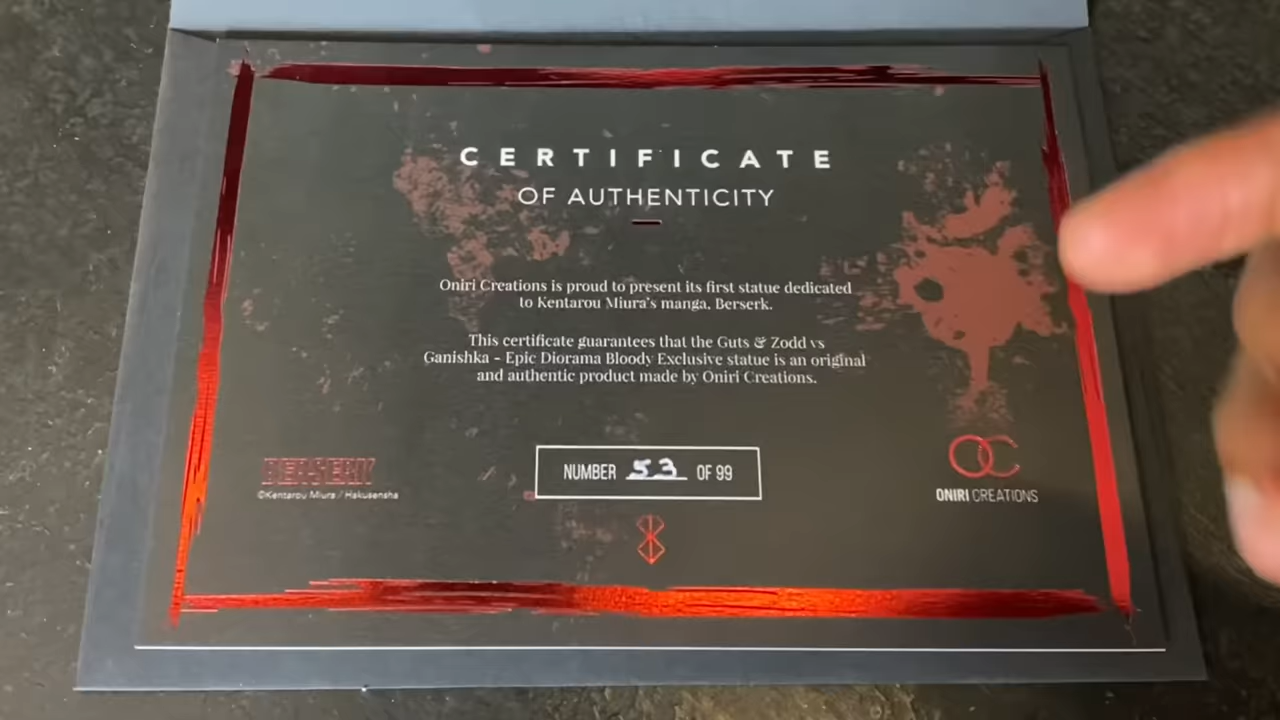 CERTIFICATE
OF AUTHENTICITY
Oniri Creations is proud to present its first statue dedicated
to Kentarou Miura's manga, Berserk.
This certificate guarantees that the Guts & Zodd vs
Ganishka - Epic Diorama Bloody Exclusive statue is an original
and authentic product made by Oniri Creations.
BERSERK
©Kentarou Miura / Hakusensha
NUMBER 53 OF 99
OC
ONIRI CREATIONS